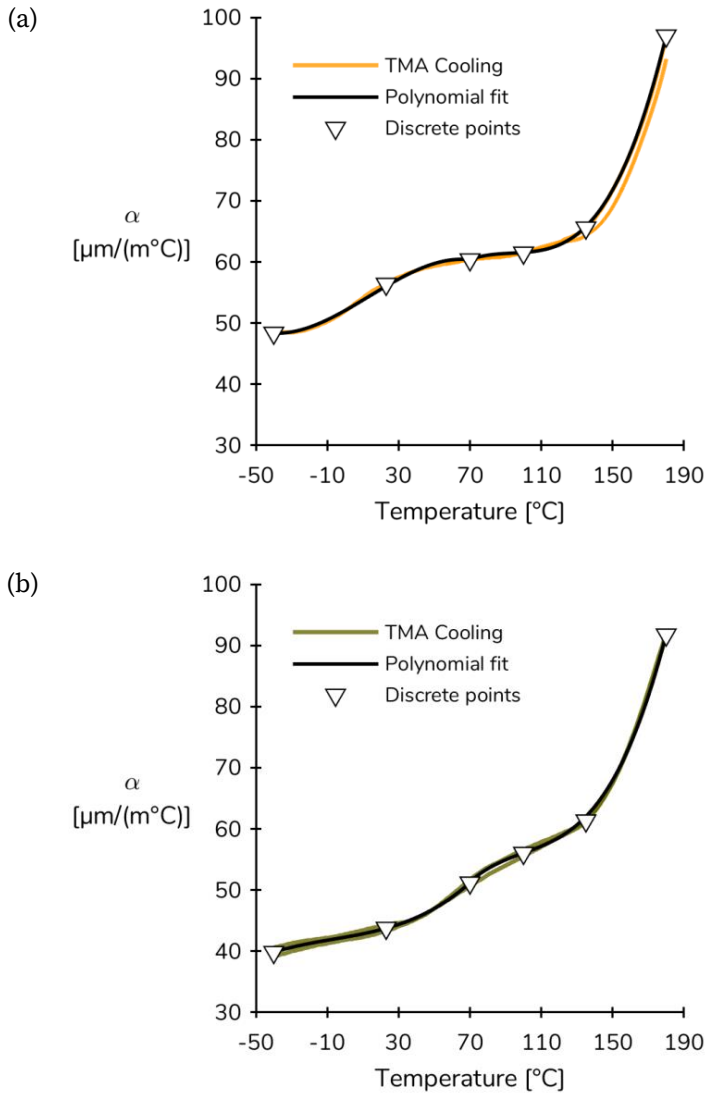 (a)
100
90
80
70
60
50
40
30
α
[µm/(m°C)]
TMA Cooling
Polynomial fit
Discrete points
-50 -10 30 70 110 150 190
Temperature [°C]
(b)
100
90
80
70
60
50
40
30
α
[µm/(m°C)]
TMA Cooling
Polynomial fit
Discrete points
-50 -10 30 70 110 150 190
Temperature [°C]